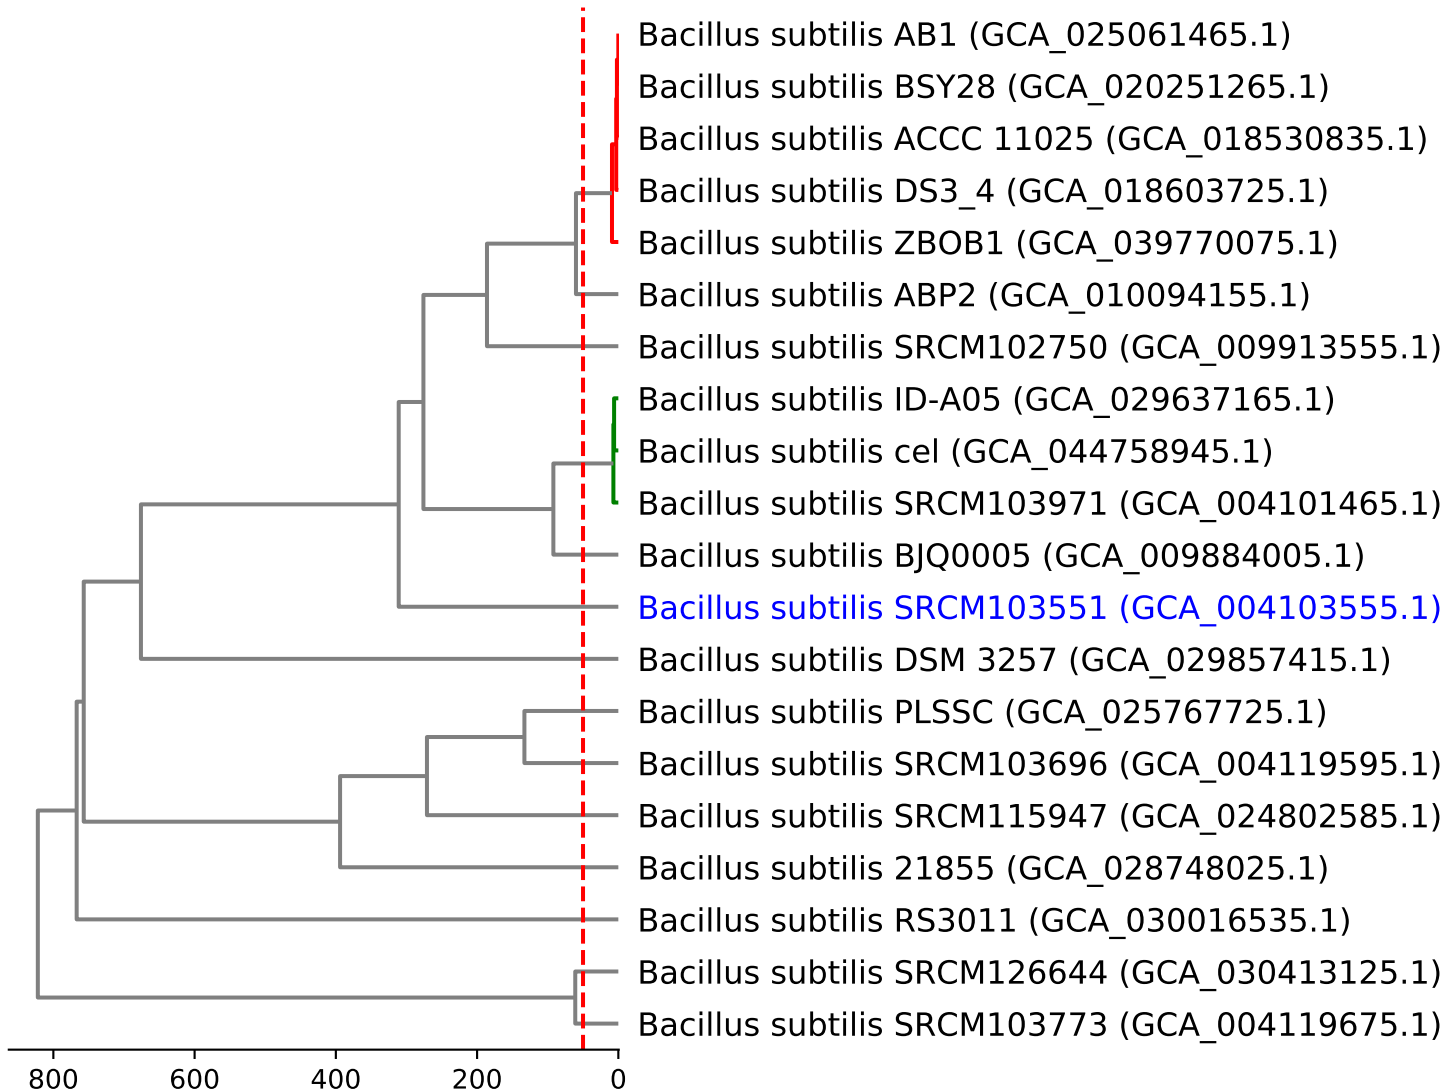 Bacillus subtilis AB1 (GCA_025061465.1)
Bacillus subtilis BSY28 (GCA_020251265.1)
Bacillus subtilis ACCC 11025 (GCA_018530835.1)
Bacillus subtilis DS3_4 (GCA_018603725.1)
Bacillus subtilis ZBOB1 (GCA_039770075.1)
Bacillus subtilis ABP2 (GCA_010094155.1)
Bacillus subtilis SRCM102750 (GCA_009913555.1)
Bacillus subtilis ID-A05 (GCA_029637165.1)
Bacillus subtilis cel (GCA_044758945.1)
Bacillus subtilis SRCM103971 (GCA_004101465.1)
Bacillus subtilis BJQ0005 (GCA_009884005.1)
Bacillus subtilis SRCM103551 (GCA_004103555.1)
Bacillus subtilis DSM 3257 (GCA_029857415.1)
Bacillus subtilis PLSSC (GCA_025767725.1)
Bacillus subtilis SRCM103696 (GCA_004119595.1)
Bacillus subtilis SRCM115947 (GCA_024802585.1)
Bacillus subtilis 21855 (GCA_028748025.1)
Bacillus subtilis RS3011 (GCA_030016535.1)
Bacillus subtilis SRCM126644 (GCA_030413125.1)
Bacillus subtilis SRCM103773 (GCA_004119675.1)
800 600 400 200 0